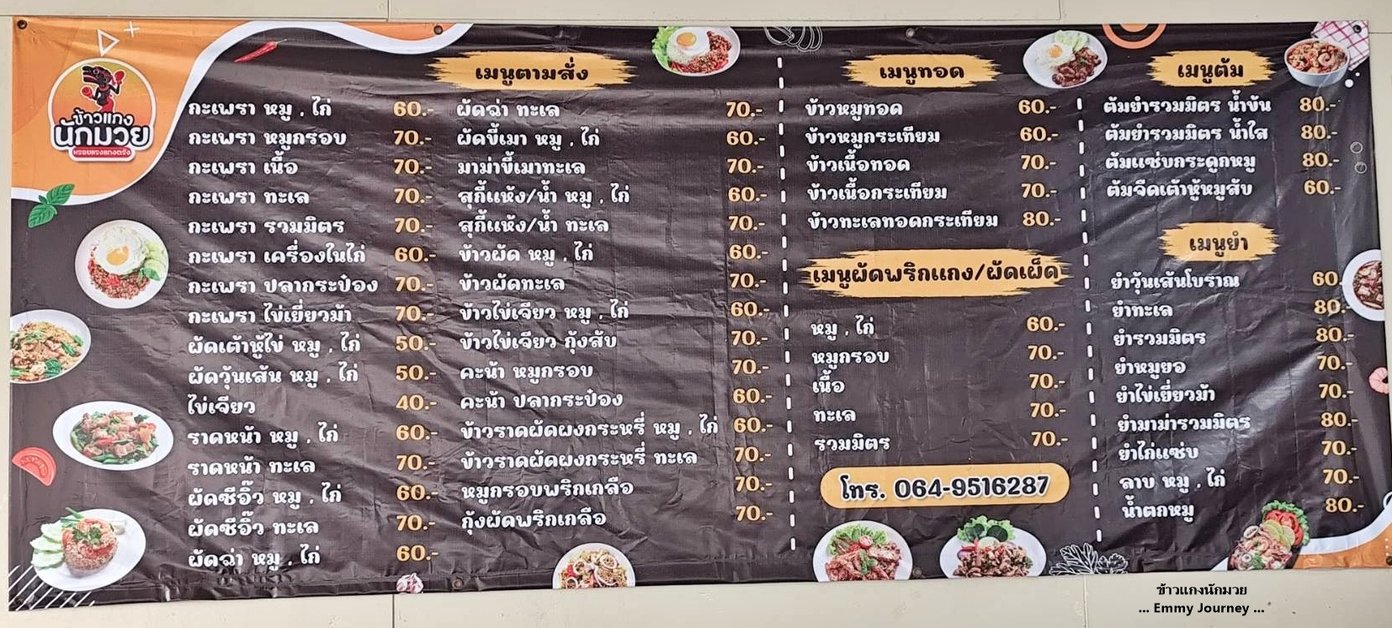 ข้าวแกง
นักมวย
หรอยแรงแกงตรัง
เมนูตามสั่ง
กะเพรา หมู , ไก่ 60.-
กะเพรา หมูกรอบ 70.-
กะเพรา เนื้อ 70.-
กะเพรา ทะเล 70.-
กะเพรา รวมมิตร 70.-
กะเพรา เครื่องในไก่ 60.-
กะเพรา ปลากระป๋อง 70.-
กะเพรา ไข่เยี่ยวม้า 70.-
ผัดเต้าหู้ไข่ หมู , ไก่ 50.-
ผัดวุ้นเส้น หมู , ไก่ 50.-
ไข่เจียว 40.-
ราดหน้า หมู , ไก่ 60.-
ราดหน้า ทะเล 70.-
ผัดซีอิ๊ว หมู , ไก่ 60.-
ผัดซีอิ๊ว ทะเล 70.-
ผัดฉ่า หมู , ไก่ 60.-
ผัดฉ่า ทะเล 70.-
ผัดขี้เมา หมู , ไก่ 60.-
มาม่าขี้เมาทะเล 70.-
สุกี้แห้ง/น้ำ หมู , ไก่ 60.-
สุกี้แห้ง/น้ำ ทะเล 70.-
ข้าวผัด หมู , ไก่ 60.-
ข้าวผัดทะเล 70.-
ข้าวไข่เจียว หมู , ไก่ 60.-
ข้าวไข่เจียว กุ้งสับ 70.-
คะน้า หมูกรอบ 70.-
คะน้า ปลากระป๋อง 60.-
ข้าวราดผัดผงกระหรี่ หมู , ไก่ 60.-
ข้าวราดผัดผงกระหรี่ ทะเล 70.-
หมูกรอบพริกเกลือ 70.-
กุ้งผัดพริกเกลือ 70.-
เมนูทอด
ข้าวหมูทอด 60.-
ข้าวหมูกระเทียม 60.-
ข้าวเนื้อทอด 70.-
ข้าวเนื้อกระเทียม 70.-
ข้าวทะเลทอดกระเทียม 80.-
เมนูผัดพริกแกง/ผัดเผ็ด
หมู , ไก่ 60.-
หมูกรอบ 70.-
เนื้อ 70.-
ทะเล 70.-
รวมมิตร 70.-
โทร. 064-9516287
เมนูต้ม
ต้มยำรวมมิตร น้ำข้น 80.-
ต้มยำรวมมิตร น้ำใส 80.-
ต้มแซ่บกระดูกหมู 80.-
ต้มจืดเต้าหู้หมูสับ 60.-
เมนูยำ
ยำวุ้นเส้นโบราณ 60.-
ยำทะเล 80.-
ยำรวมมิตร 80.-
ยำหมูยอ 70.-
ยำไข่เยี่ยวม้า 70.-
ยำมาม่ารวมมิตร 80.-
ยำไก่แซ่บ 70.-
ลาบ หมู , ไก่ 70.-
น้ำตกหมู 80.-
ข้าวแกงนักมวย
... Emmy Journey ...